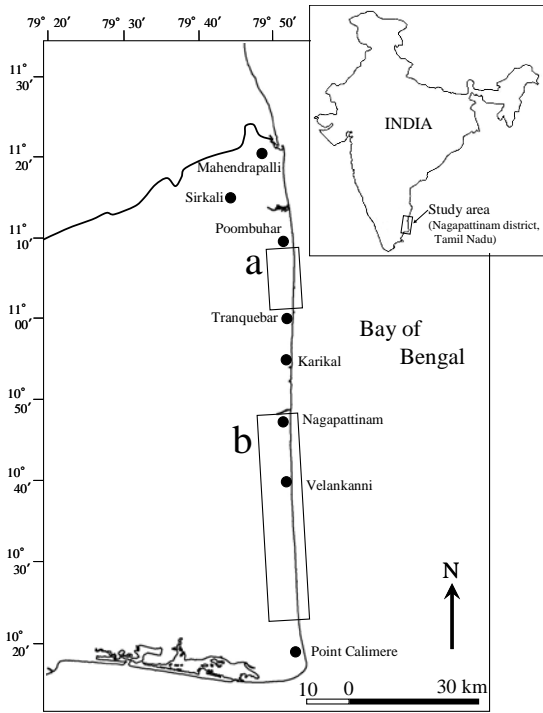 79° 20′ 79° 30′ 79° 40′ 79° 50′
11° 30′
11° 20′
11° 10′
11° 00′
10° 50′
10° 40′
10° 30′
10° 20′
INDIA
Study area
(Nagapattinam district,
Tamil Nadu)
Mahendrapalli
Sirkali
Poombuhar
a
Tranquebar
Bay of
Bengal
Karikal
Nagapattinam
b
Velankanni
N
Point Calimere
10 0 30 km